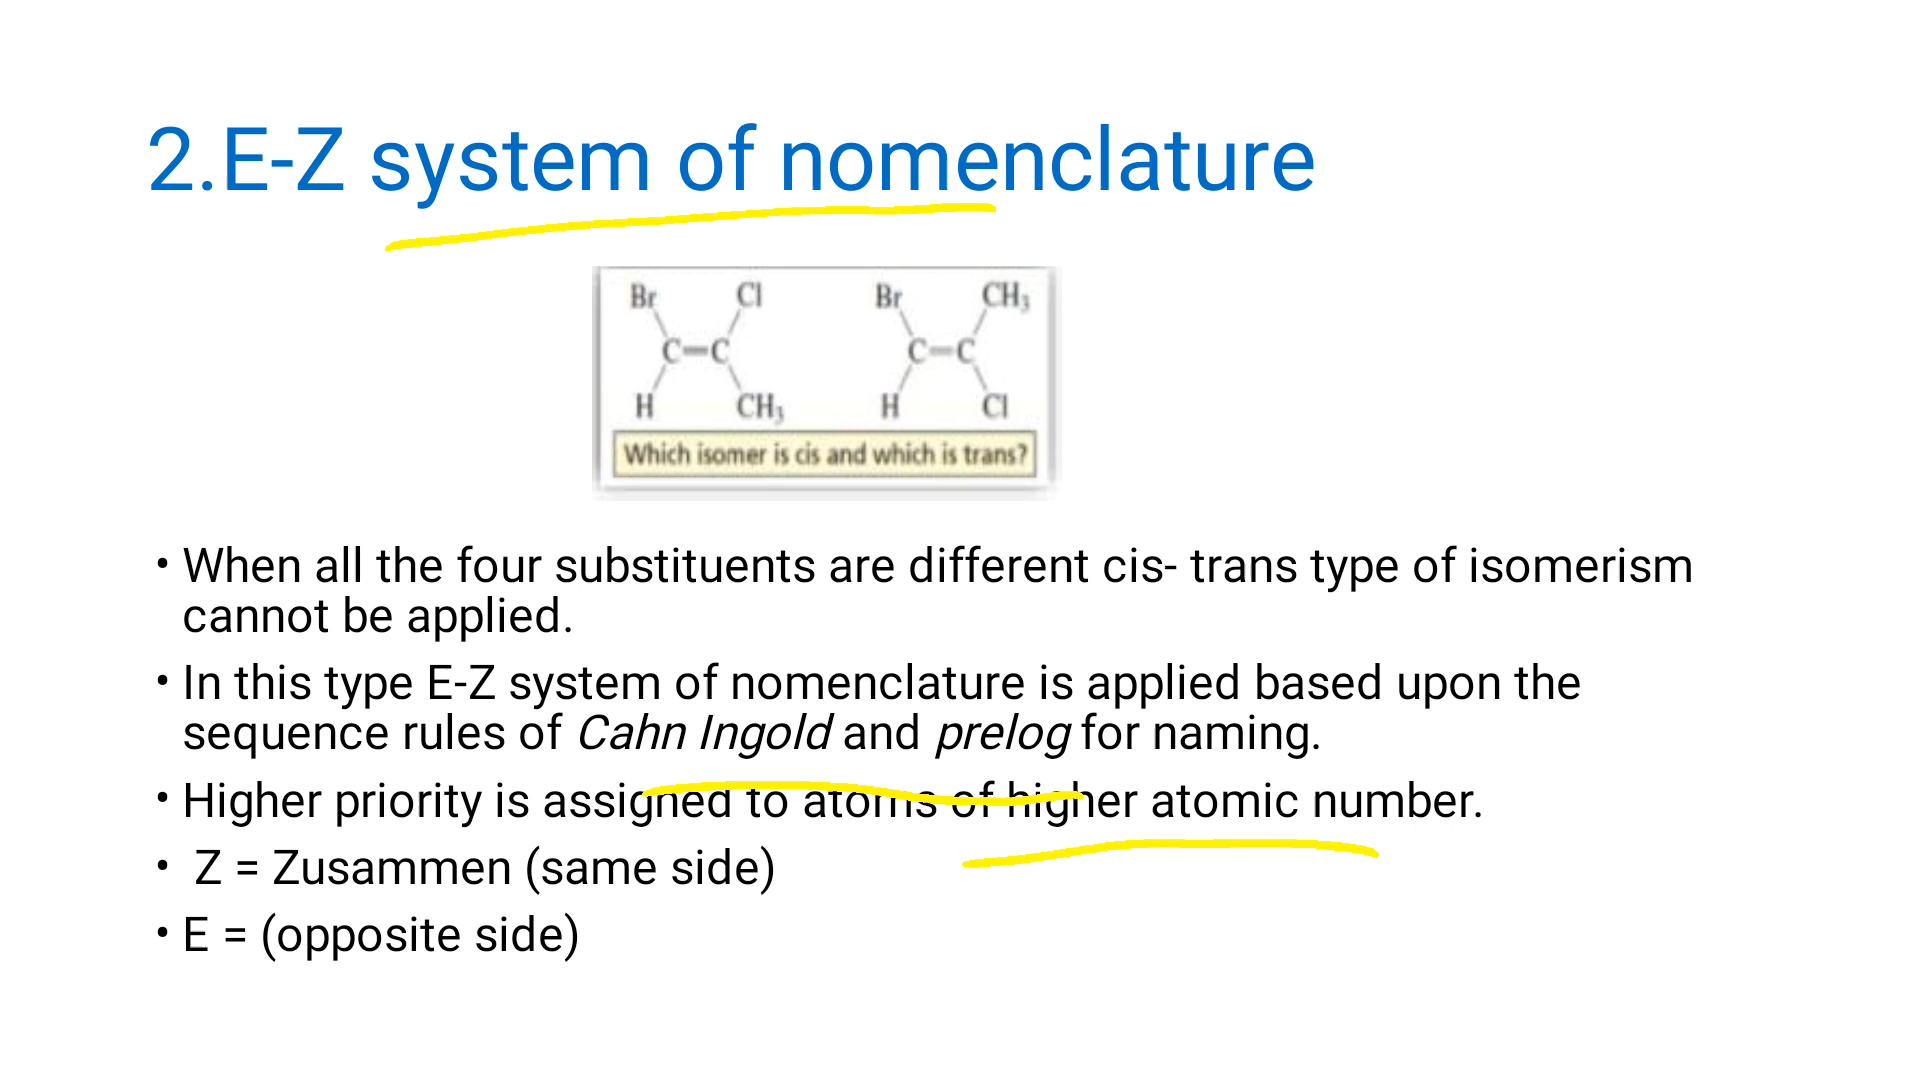 2.E-Z system of nomenclature
Br Cl Br CH₃
C=C C=C
H CH₃ H Cl
Which isomer is cis and which is trans?
• When all the four substituents are different cis- trans type of isomerism
cannot be applied.
• In this type E-Z system of nomenclature is applied based upon the
sequence rules of Cahn Ingold and prelog for naming.
• Higher priority is assigned to atoms of higher atomic number.
• Z = Zusammen (same side)
• E = (opposite side)